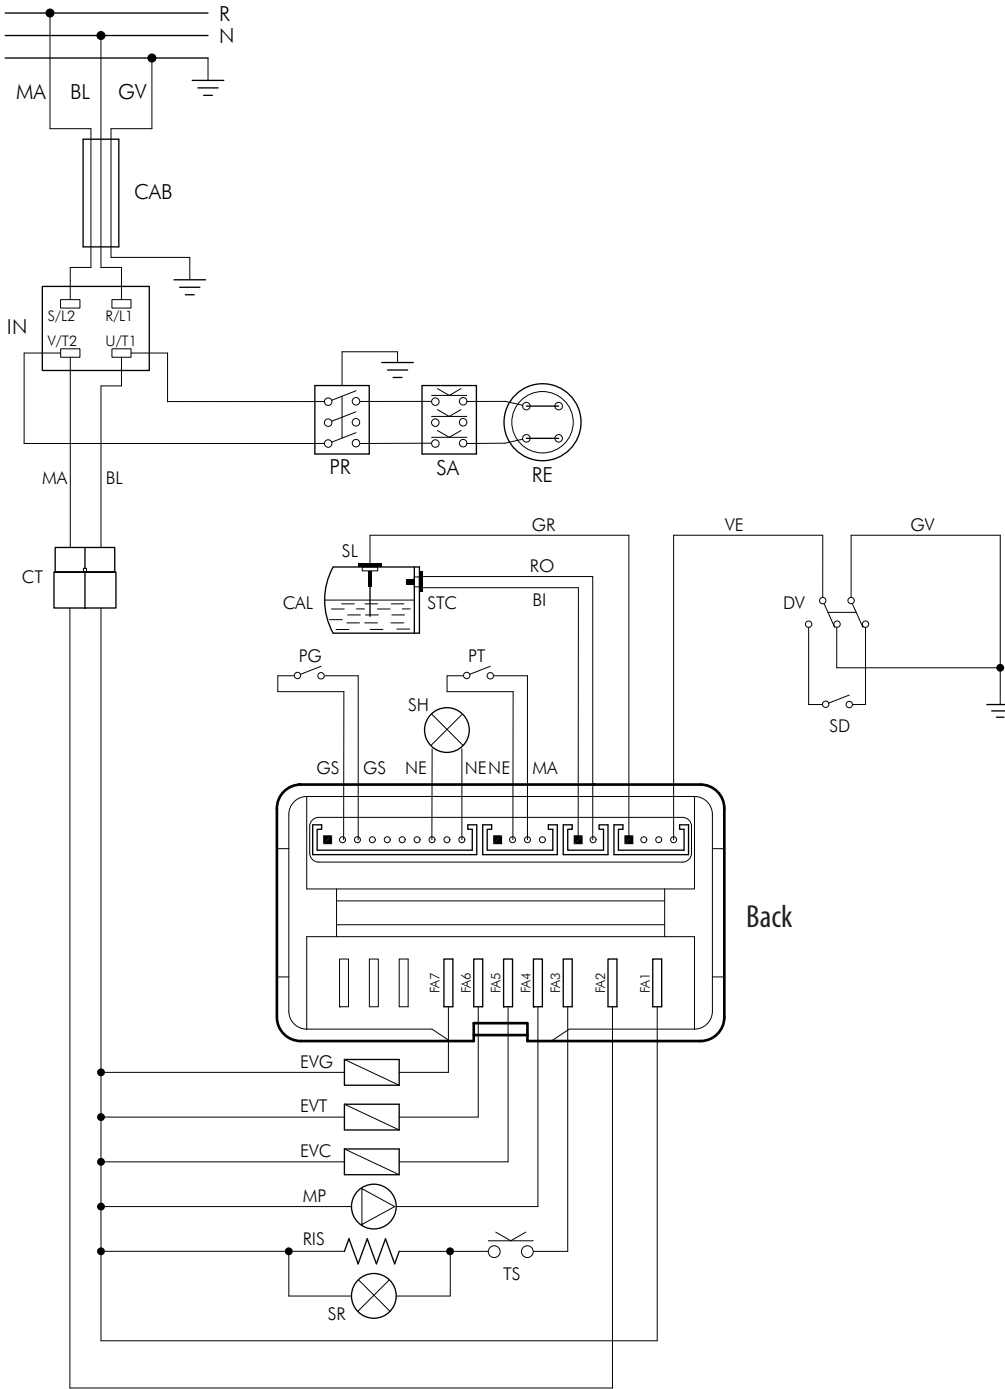 R
N
MA BL GV
CAB
S/L2 R/L1
IN
V/T2 U/T1
PR SA RE
MA BL
GR VE GV
SL
CT
RO
CAL STC BI
DV
PG PT
SH
SD
GS GS NE NE NE MA
Back
FA7 FA6 FA5 FA4 FA3 FA2 FA1
EVG
EVT
EVC
MP
RIS
TS
SR